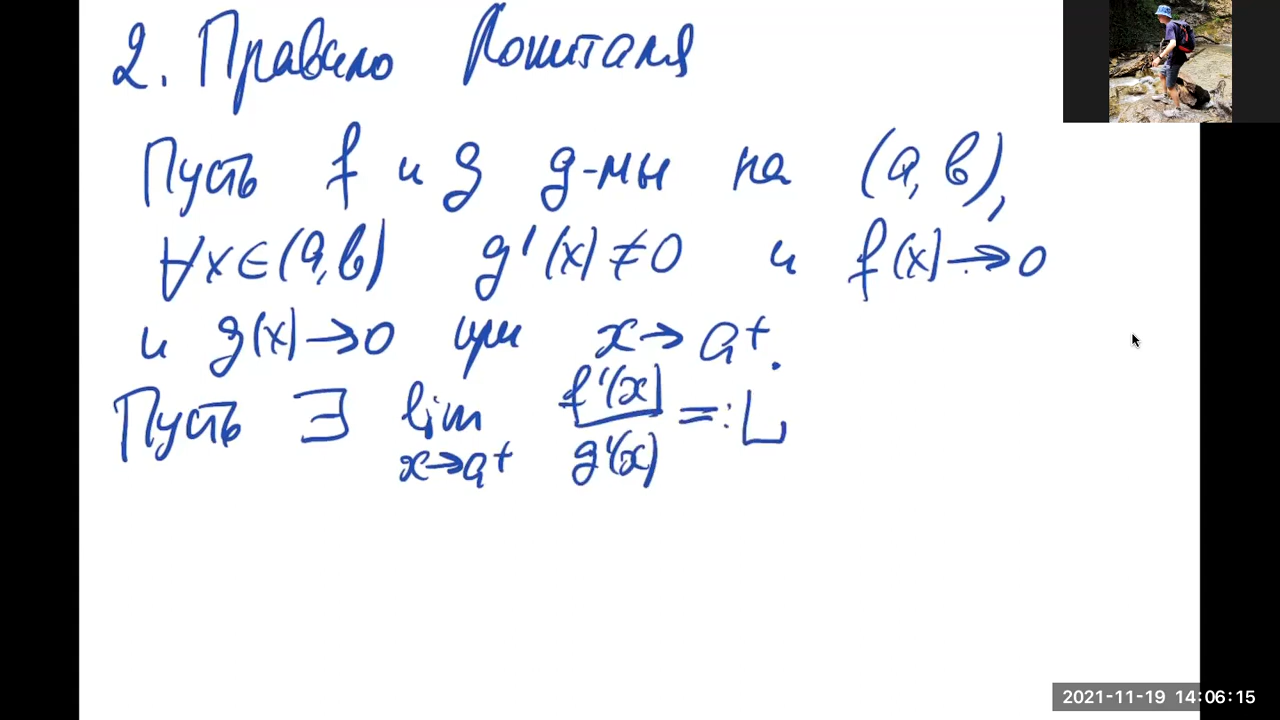 2. Правило Лопиталя
Пусть f и g д-мы на (a, b),
∀x∈(a,b) g'(x)≠0 и f(x)→0
и g(x)→0 при x→a+.
Пусть ∃ lim x→a+ f'(x)/g'(x) =: L
2021-11-19 14:06:15